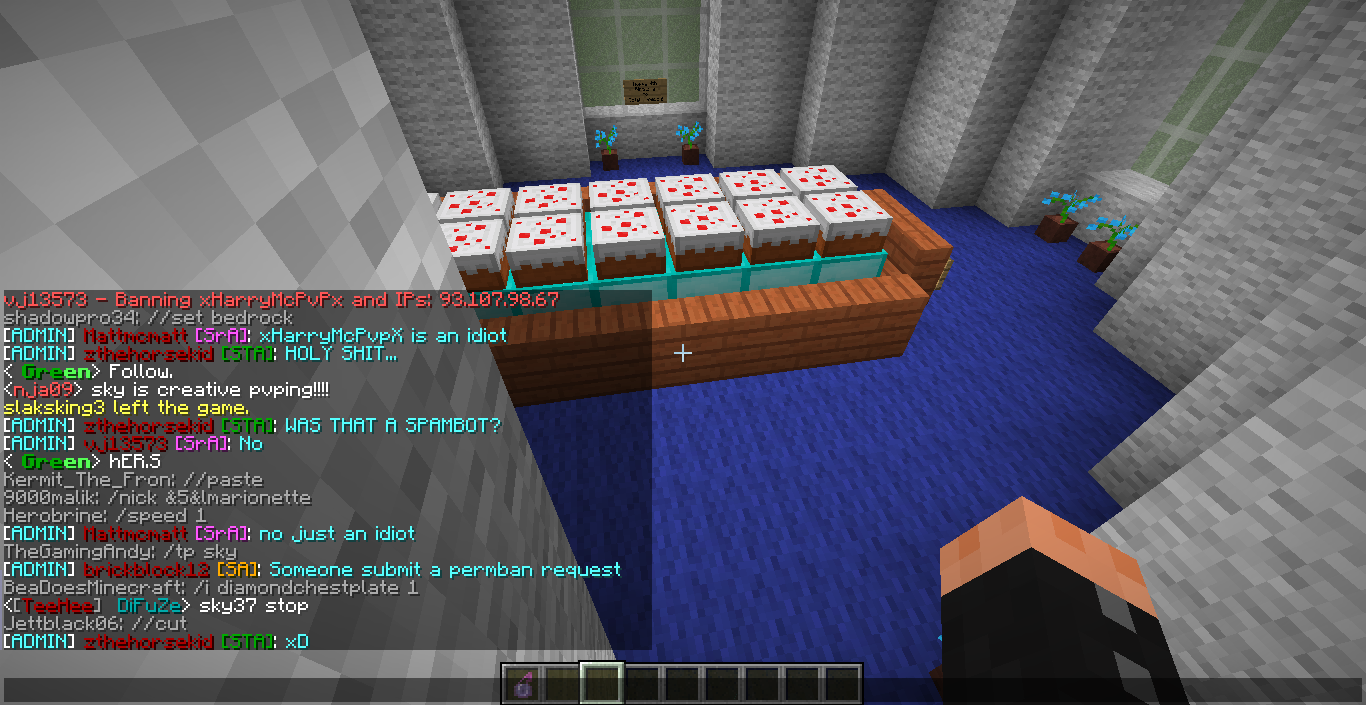 vj13573 - Banning xHarryMcPvPx and IPs: 93.107.98.67
shadowpro34: //set bedrock
[ADMIN] Mattmcmatt [SrA]: xHarryMcPvpX is an idiot
[ADMIN] zthehorsekid [STA]: HOLY SHIT...
< Green> Follow.
<nja09> sky is creative pvping!!!!
slaksking3 left the game.
[ADMIN] zthehorsekid [STA]: WAS THAT A SPAMBOT?
[ADMIN] vj13573 [SrA]: No
< Green> hER.S
Kermit_The_Fron: //paste
9000malik: /nick &5&lmarionette
Herobrine: /speed 1
[ADMIN] Mattmcmatt [SrA]: no just an idiot
TheGamingAndy: /tp sky
[ADMIN] brickblock12 [SA]: Someone submit a permban request
BeaDoesMinecraft: /i diamondchestplate 1
<[TeeHee] DiFuZe> sky37 stop
Jettblack06: //cut
[ADMIN] zthehorsekid [STA]: xD